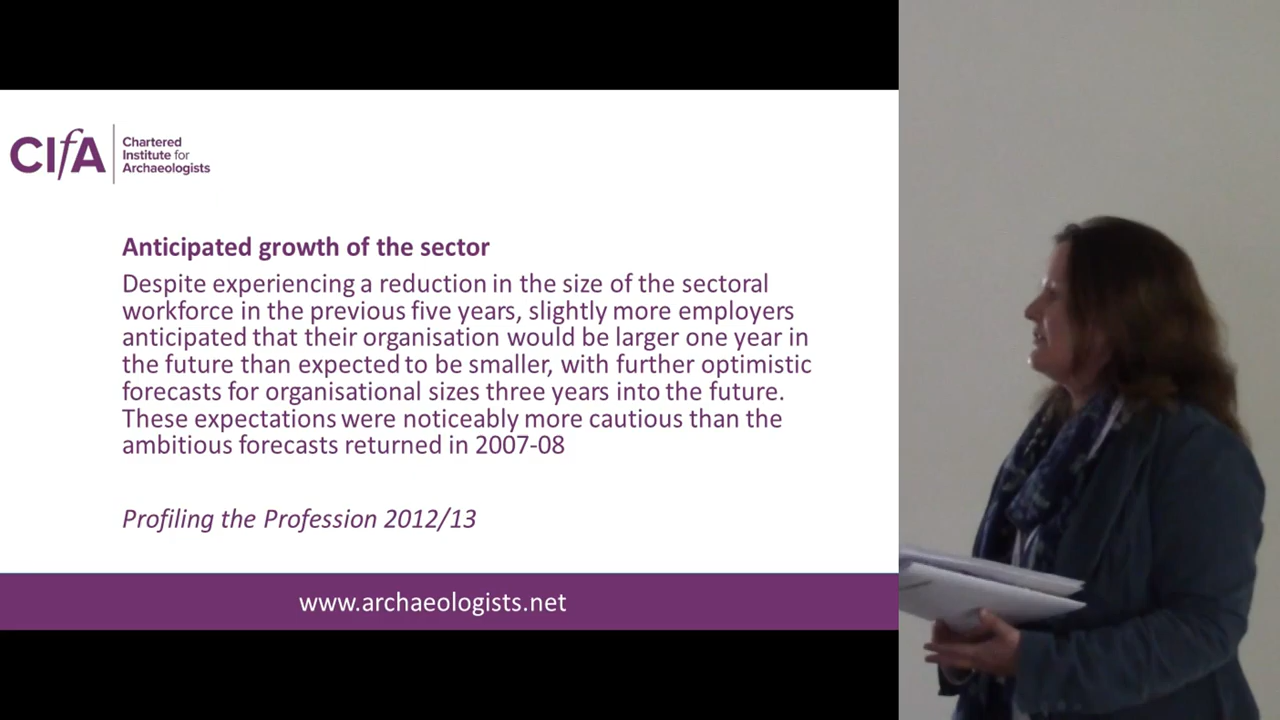 CIfA
Chartered
Institute for
Archaeologists
Anticipated growth of the sector
Despite experiencing a reduction in the size of the sectoral
workforce in the previous five years, slightly more employers
anticipated that their organisation would be larger one year in
the future than expected to be smaller, with further optimistic
forecasts for organisational sizes three years into the future.
These expectations were noticeably more cautious than the
ambitious forecasts returned in 2007-08
Profiling the Profession 2012/13
www.archaeologists.net